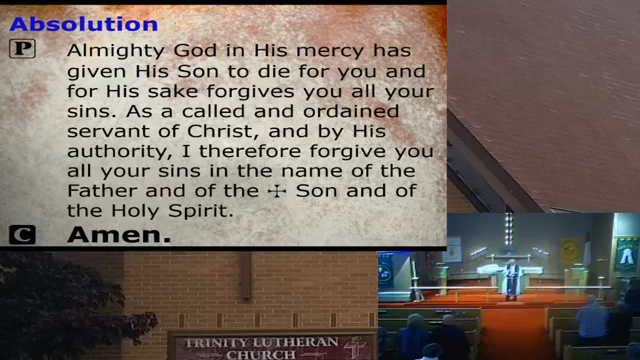 Absolution
P Almighty God in His mercy has
given His Son to die for you and
for His sake forgives you all your
sins. As a called and ordained
servant of Christ, and by His
authority, I therefore forgive you
all your sins in the name of the
Father and of the ☩ Son and of
the Holy Spirit.
C Amen.
TRINITY LUTHERAN
CHURCH